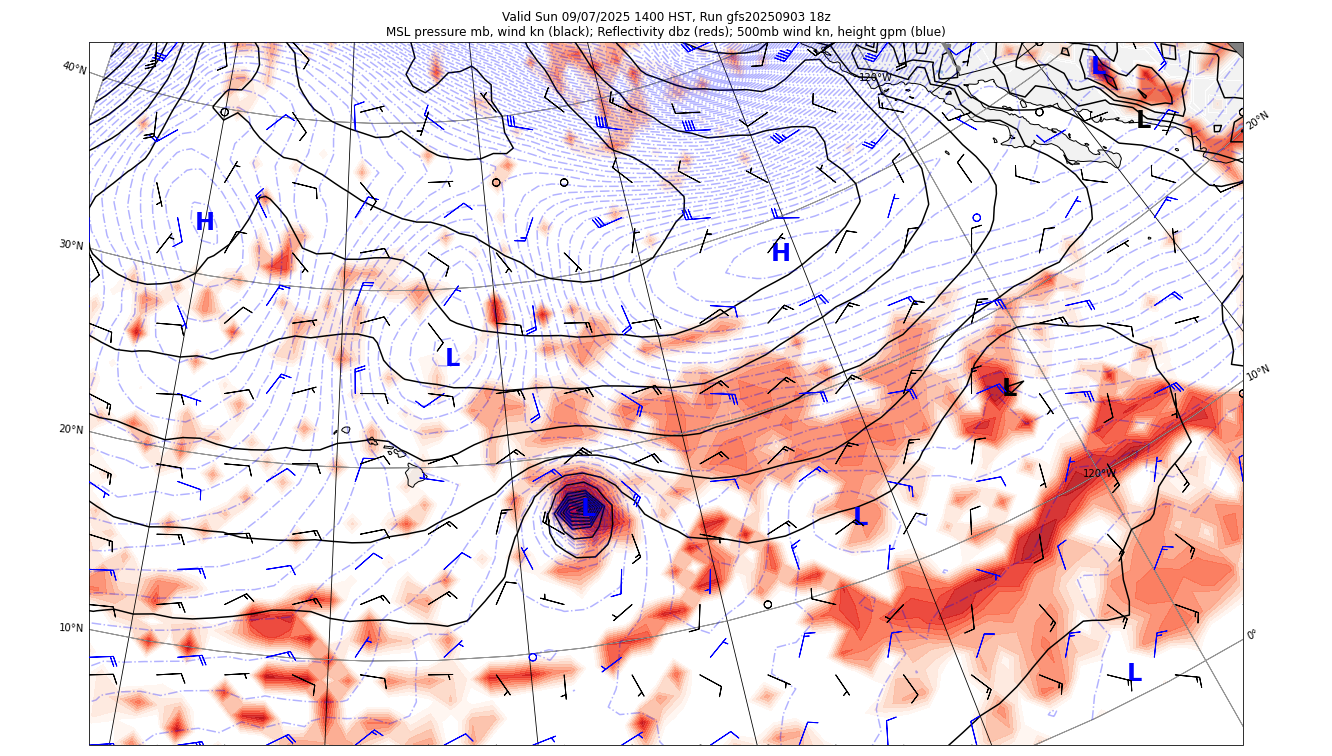 Valid Sun 09/07/2025 1400 HST, Run gfs20250903 18z
MSL pressure mb, wind kn (black); Reflectivity dbz (reds); 500mb wind kn, height gpm (blue)
40°N
120°W
L
L
20°N
H
30°N
H
L
10°N
L
20°N
120°W
L
L
10°N
0°
L